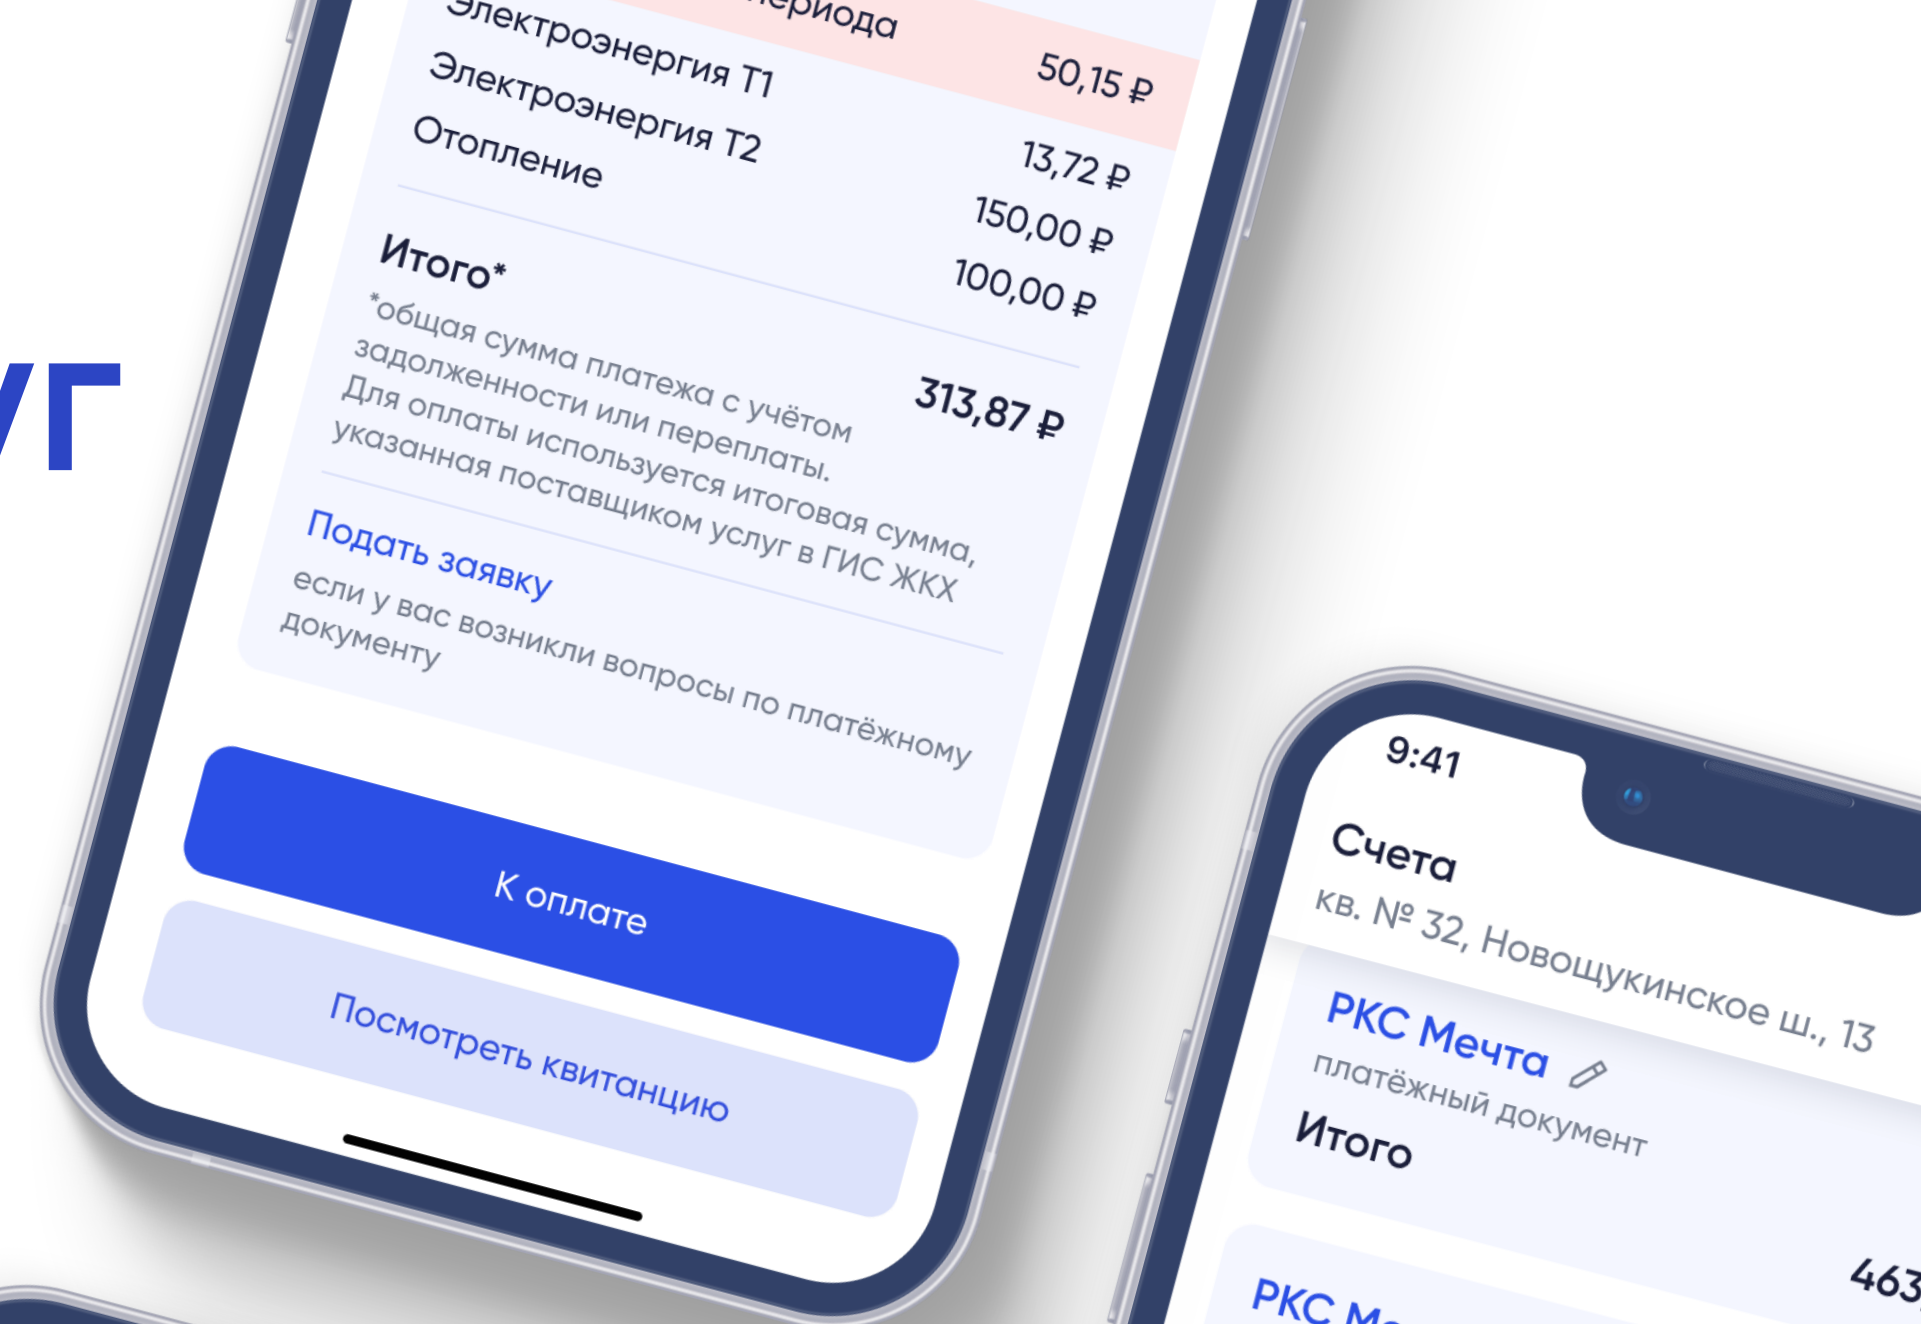 периода
50,15 ₽
Электроэнергия Т1
13,72 ₽
Электроэнергия Т2
150,00 ₽
Отопление
100,00 ₽
Итого*
313,87 ₽
*общая сумма платежа с учётом
задолженности или переплаты.
Для оплаты используется итоговая сумма,
указанная поставщиком услуг в ГИС ЖКХ
Подать заявку
если у вас возникли вопросы по платёжному
документу
К оплате
Посмотреть квитанцию
УГ
9:41
Счета
кв. № 32, Новощукинское ш., 13
РКС Мечта
платёжный документ
Итого
463
РКС М